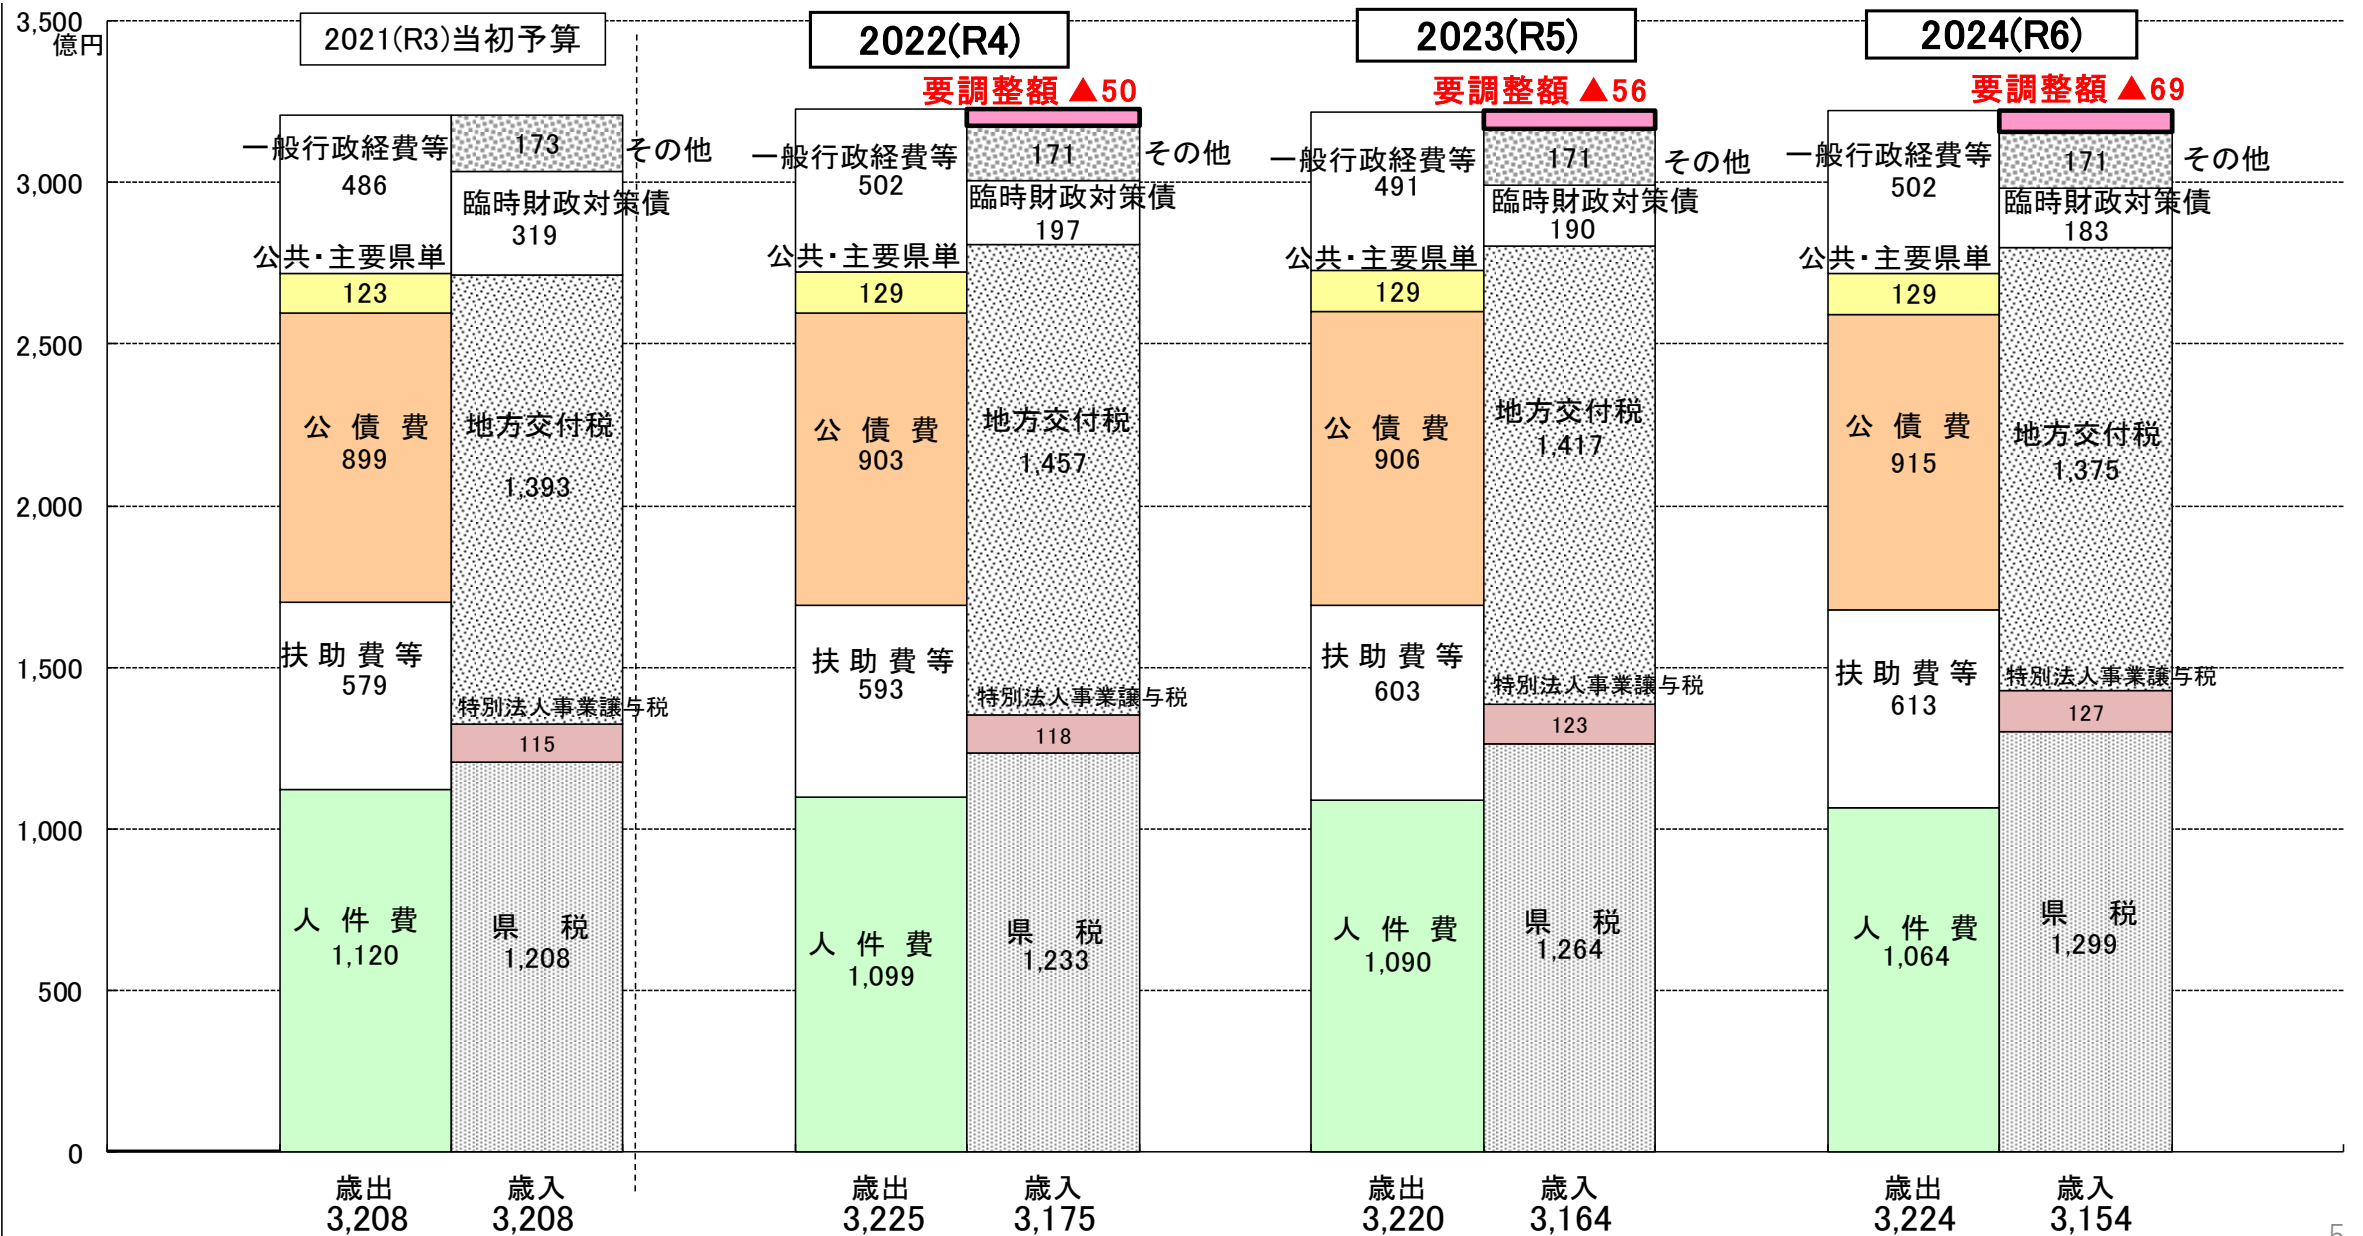 3,500
億円
3,000
2,500
2,000
1,500
1,000
500
0
2021(R3)当初予算
一般行政経費等
486
公共・主要県単
123
公債費
899
扶助費等
579
人件費
1,120
173
その他
臨時財政対策債
319
地方交付税
1,393
特別法人事業譲与税
115
県税
1,208
歳出
3,208
歳入
3,208
2022(R4)
要調整額 ▲50
一般行政経費等
502
公共・主要県単
129
公債費
903
扶助費等
593
人件費
1,099
171
その他
臨時財政対策債
197
地方交付税
1,457
特別法人事業譲与税
118
県税
1,233
歳出
3,225
歳入
3,175
2023(R5)
要調整額 ▲56
一般行政経費等
491
公共・主要県単
129
公債費
906
扶助費等
603
人件費
1,090
171
その他
臨時財政対策債
190
地方交付税
1,417
特別法人事業譲与税
123
県税
1,264
歳出
3,220
歳入
3,164
2024(R6)
要調整額 ▲69
一般行政経費等
502
公共・主要県単
129
公債費
915
扶助費等
613
人件費
1,064
171
その他
臨時財政対策債
183
地方交付税
1,375
特別法人事業譲与税
127
県税
1,299
歳出
3,224
歳入
3,154
5